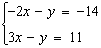 −2x − y = −14
3x − y = 11